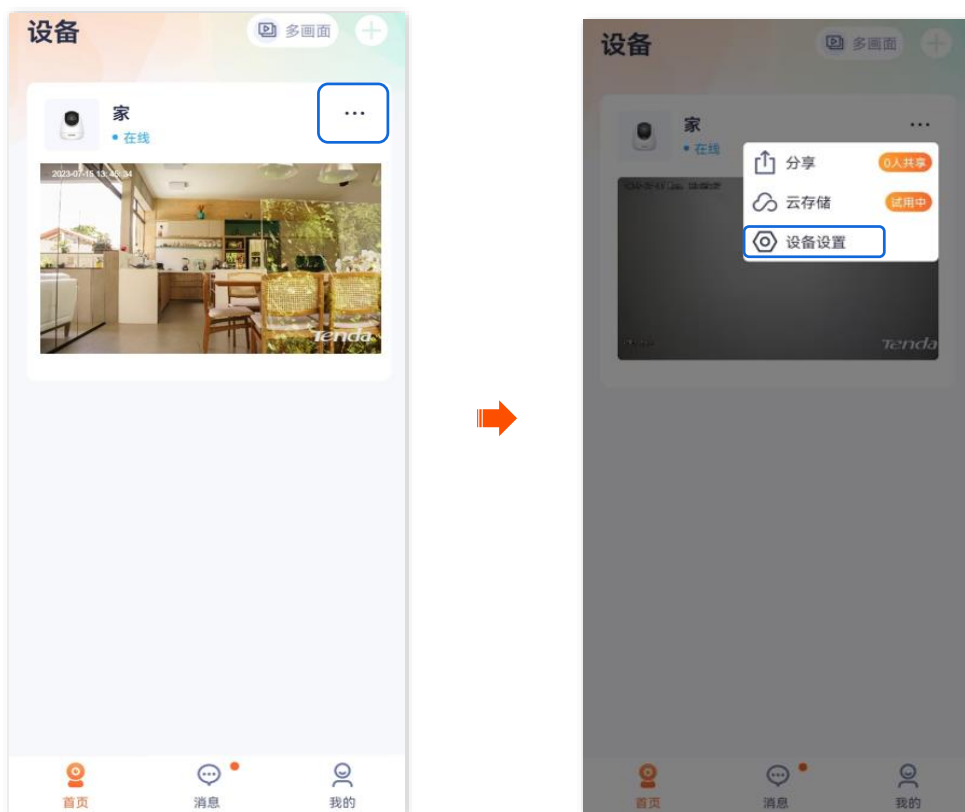 设备
多画面
家
在线
2023-07-15 13:45:34
Tenda
首页
消息
我的
设备
多画面
家
在线
分享
0人共享
云存储
试用中
设备设置
Tenda
首页
消息
我的